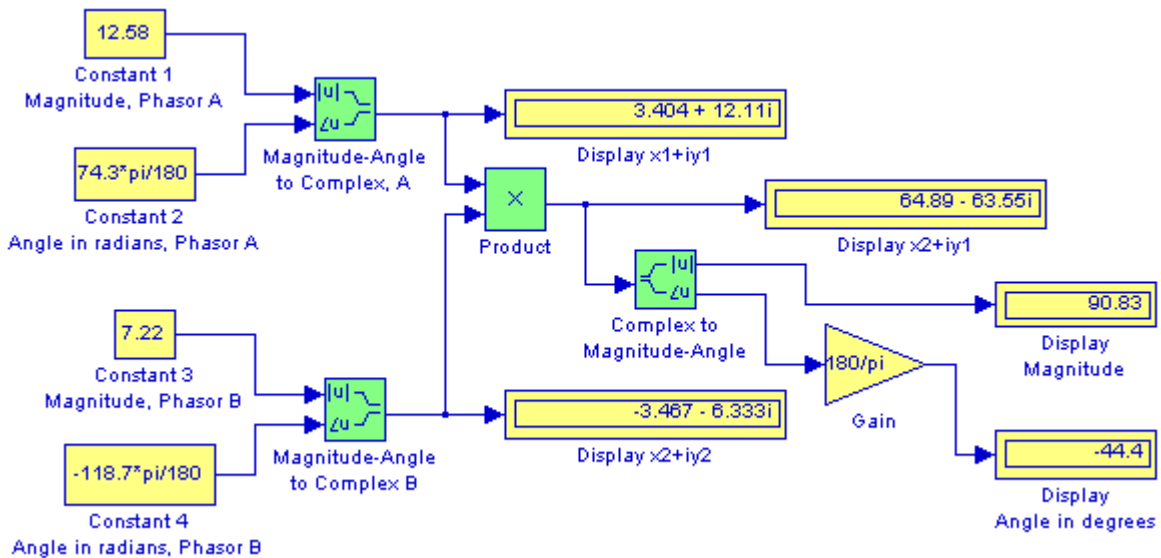 12.58
Constant 1
Magnitude, Phasor A
|u|
∠u
Magnitude-Angle
to Complex, A
74.3*pi/180
Constant 2
Angle in radians, Phasor A
3.404 + 12.11i
Display x1+iy1
×
Product
64.89 - 63.55i
Display x2+iy1
|u|
∠u
Complex to
Magnitude-Angle
90.83
Display
Magnitude
180/pi
Gain
7.22
Constant 3
Magnitude, Phasor B
|u|
∠u
Magnitude-Angle
to Complex B
-3.467 - 6.333i
Display x2+iy2
-118.7*pi/180
Constant 4
Angle in radians, Phasor B
-44.4
Display
Angle in degrees